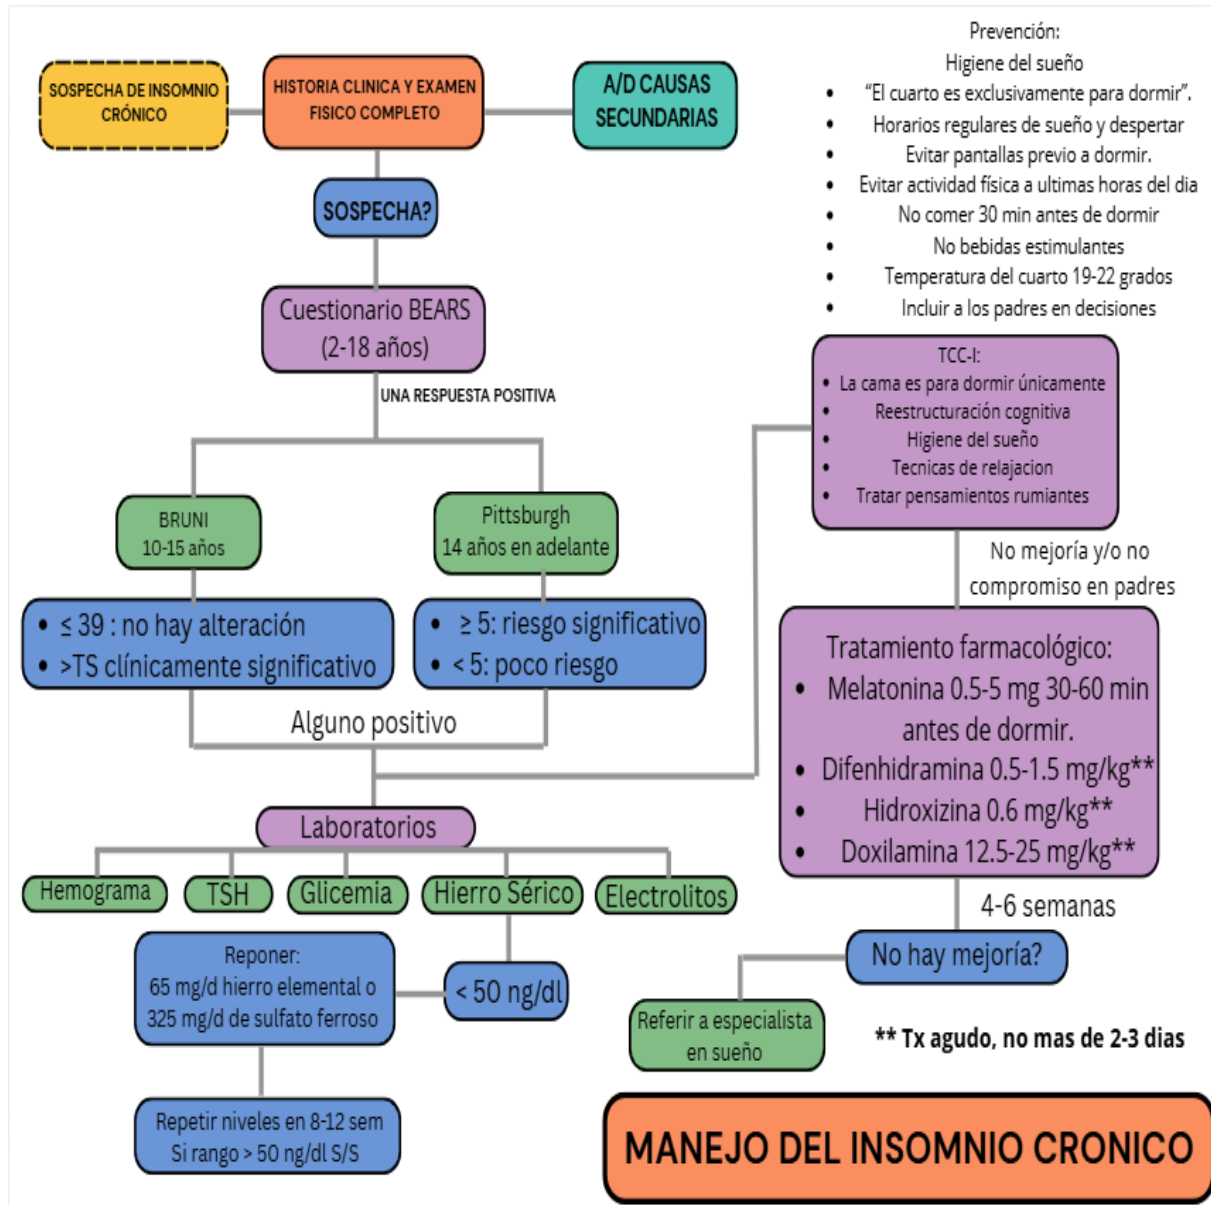 SOSPECHA DE INSOMNIO
CRÓNICO
HISTORIA CLINICA Y EXAMEN
FISICO COMPLETO
A/D CAUSAS
SECUNDARIAS
SOSPECHA?
Cuestionario BEARS
(2-18 años)
UNA RESPUESTA POSITIVA
BRUNI
10-15 años
Pittsburgh
14 años en adelante
• ≤ 39 : no hay alteración
• >TS clínicamente significativo
• ≥ 5: riesgo significativo
• < 5: poco riesgo
Alguno positivo
Laboratorios
Hemograma
TSH
Glicemia
Hierro Sérico
Electrolitos
< 50 ng/dl
Reponer:
65 mg/d hierro elemental o
325 mg/d de sulfato ferroso
Repetir niveles en 8-12 sem
Si rango > 50 ng/dl S/S
Prevención:
Higiene del sueño
• “El cuarto es exclusivamente para dormir”.
• Horarios regulares de sueño y despertar
• Evitar pantallas previo a dormir.
• Evitar actividad física a ultimas horas del dia
• No comer 30 min antes de dormir
• No bebidas estimulantes
• Temperatura del cuarto 19-22 grados
• Incluir a los padres en decisiones
TCC-I:
• La cama es para dormir únicamente
• Reestructuración cognitiva
• Higiene del sueño
• Tecnicas de relajacion
• Tratar pensamientos rumiantes
No mejoría y/o no
compromiso en padres
Tratamiento farmacológico:
• Melatonina 0.5-5 mg 30-60 min
antes de dormir.
• Difenhidramina 0.5-1.5 mg/kg**
• Hidroxizina 0.6 mg/kg**
• Doxilamina 12.5-25 mg/kg**
4-6 semanas
No hay mejoría?
Referir a especialista
en sueño
** Tx agudo, no mas de 2-3 dias
MANEJO DEL INSOMNIO CRONICO